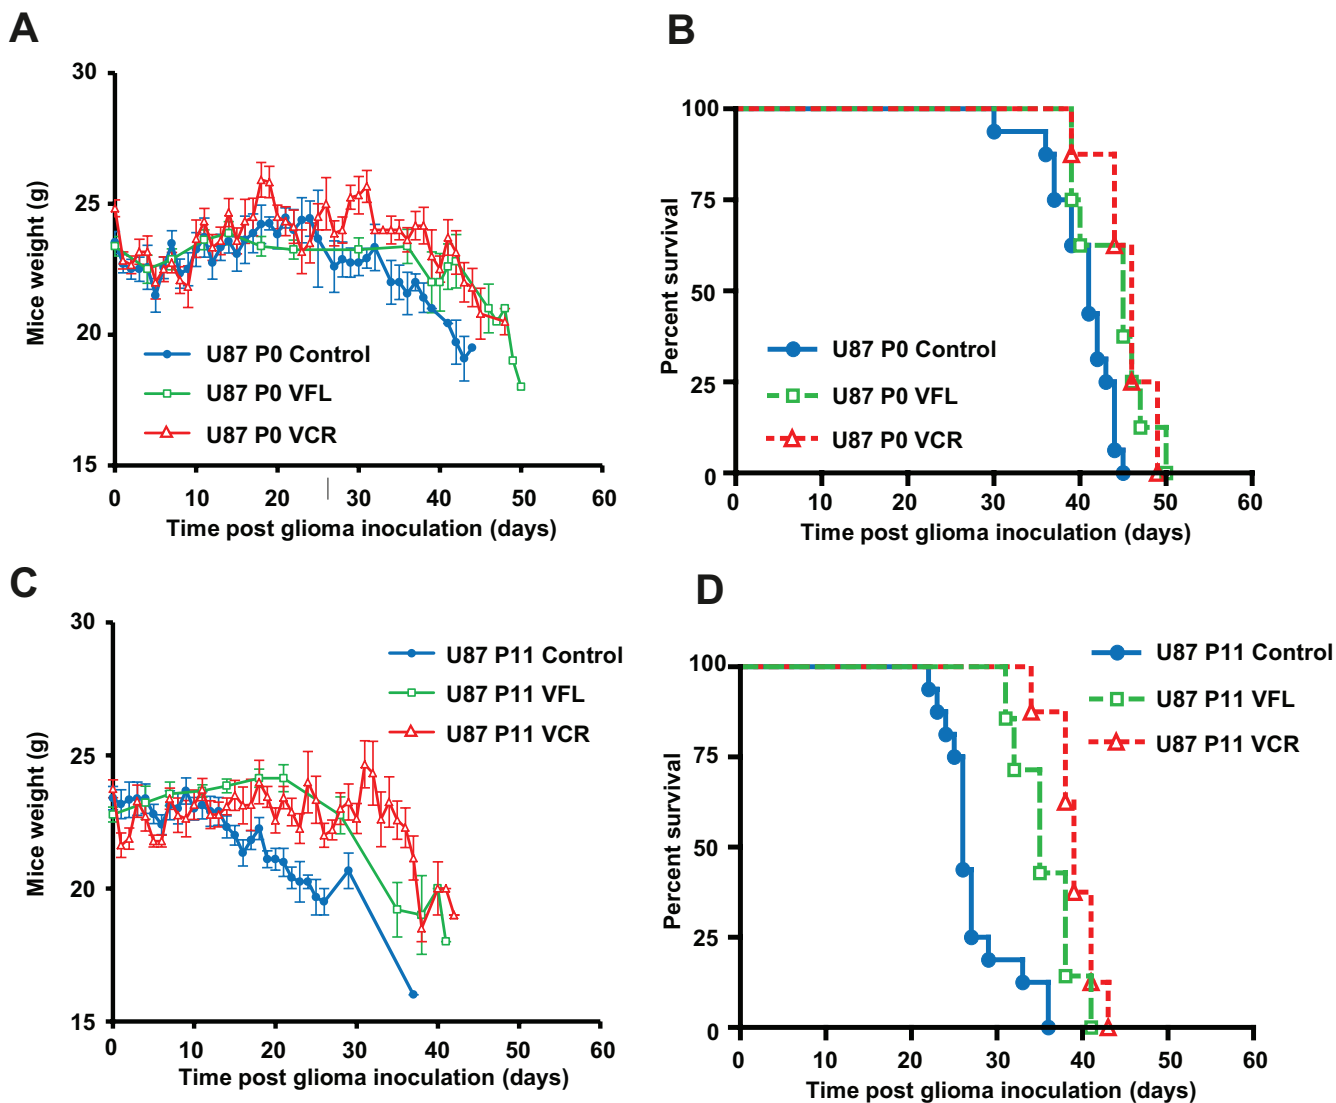 A
30
25
20
15
Mice weight (g)
U87 P0 Control
U87 P0 VFL
U87 P0 VCR
0 10 20 30 40 50 60
Time post glioma inoculation (days)
B
100
75
50
25
0
Percent survival
U87 P0 Control
U87 P0 VFL
U87 P0 VCR
0 10 20 30 40 50 60
Time post glioma inoculation (days)
C
30
25
20
15
Mice weight (g)
U87 P11 Control
U87 P11 VFL
U87 P11 VCR
0 10 20 30 40 50 60
Time post glioma inoculation (days)
D
100
75
50
25
0
Percent survival
U87 P11 Control
U87 P11 VFL
U87 P11 VCR
0 10 20 30 40 50 60
Time post glioma inoculation (days)